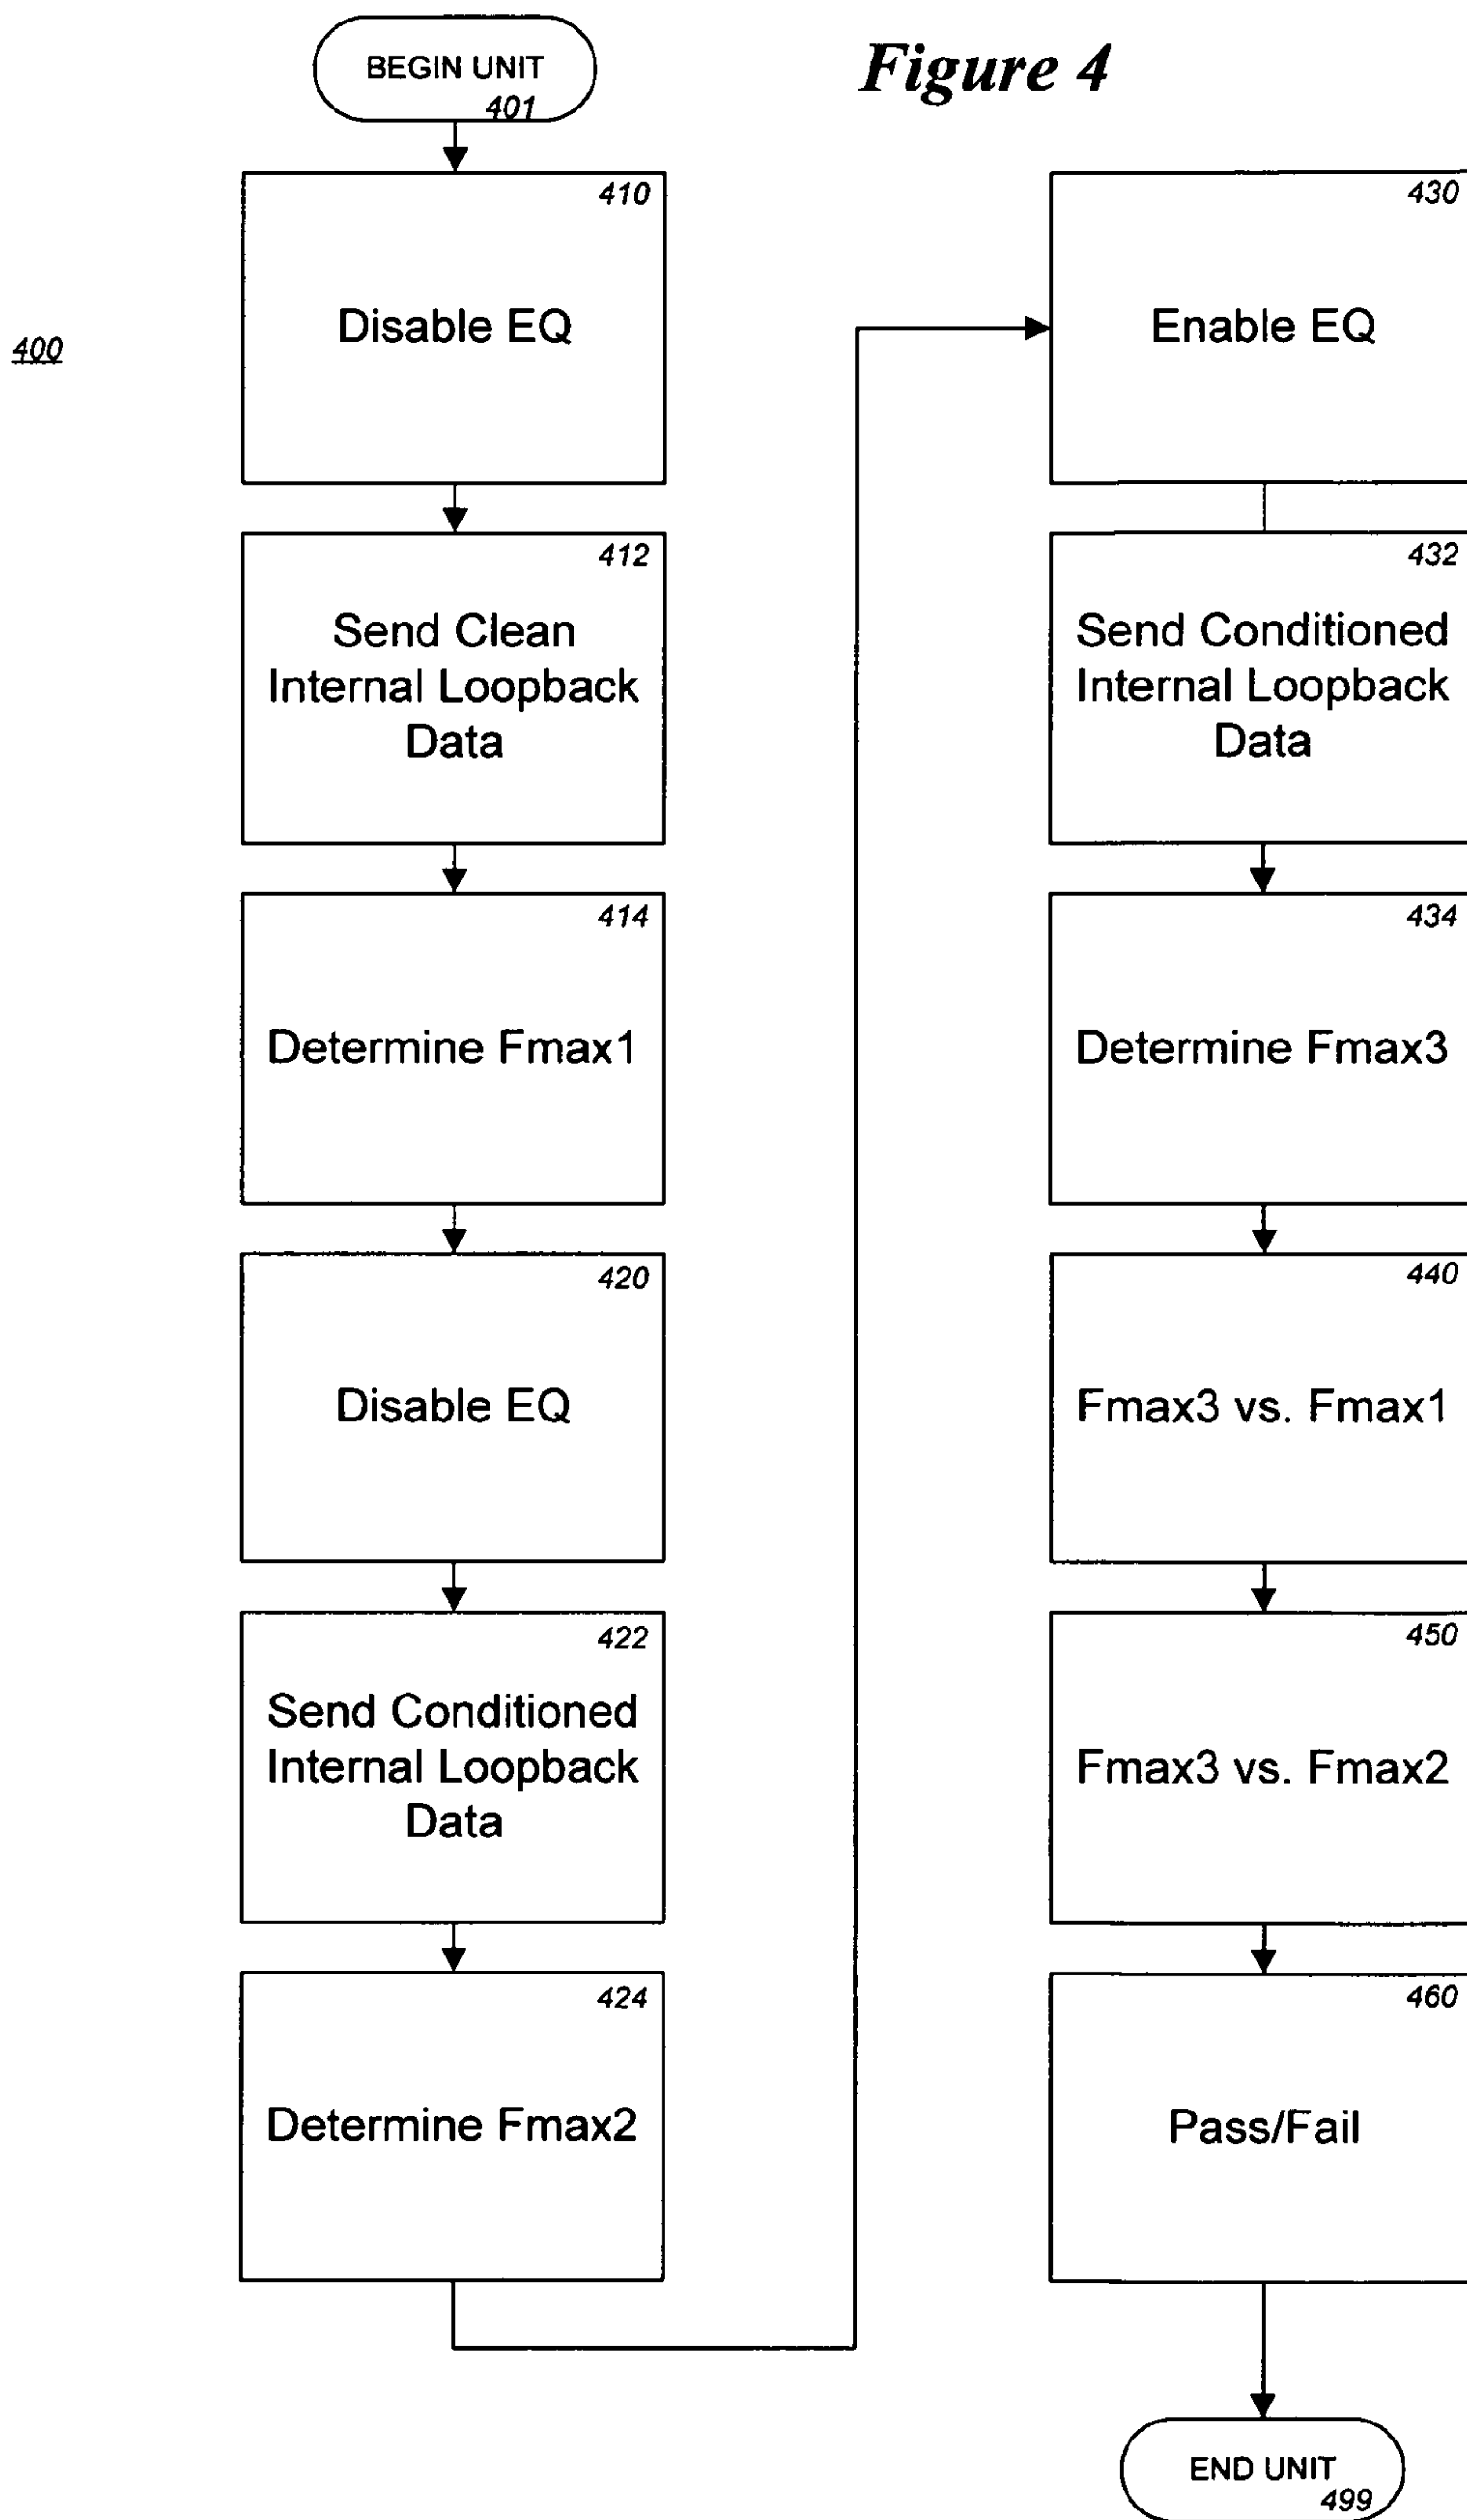 Figure 4
400
BEGIN UNIT
401
410
Disable EQ
412
Send Clean
Internal Loopback
Data
414
Determine Fmax1
420
Disable EQ
422
Send Conditioned
Internal Loopback
Data
424
Determine Fmax2
430
Enable EQ
432
Send Conditioned
Internal Loopback
Data
434
Determine Fmax3
440
Fmax3 vs. Fmax1
450
Fmax3 vs. Fmax2
460
Pass/Fail
END UNIT
499